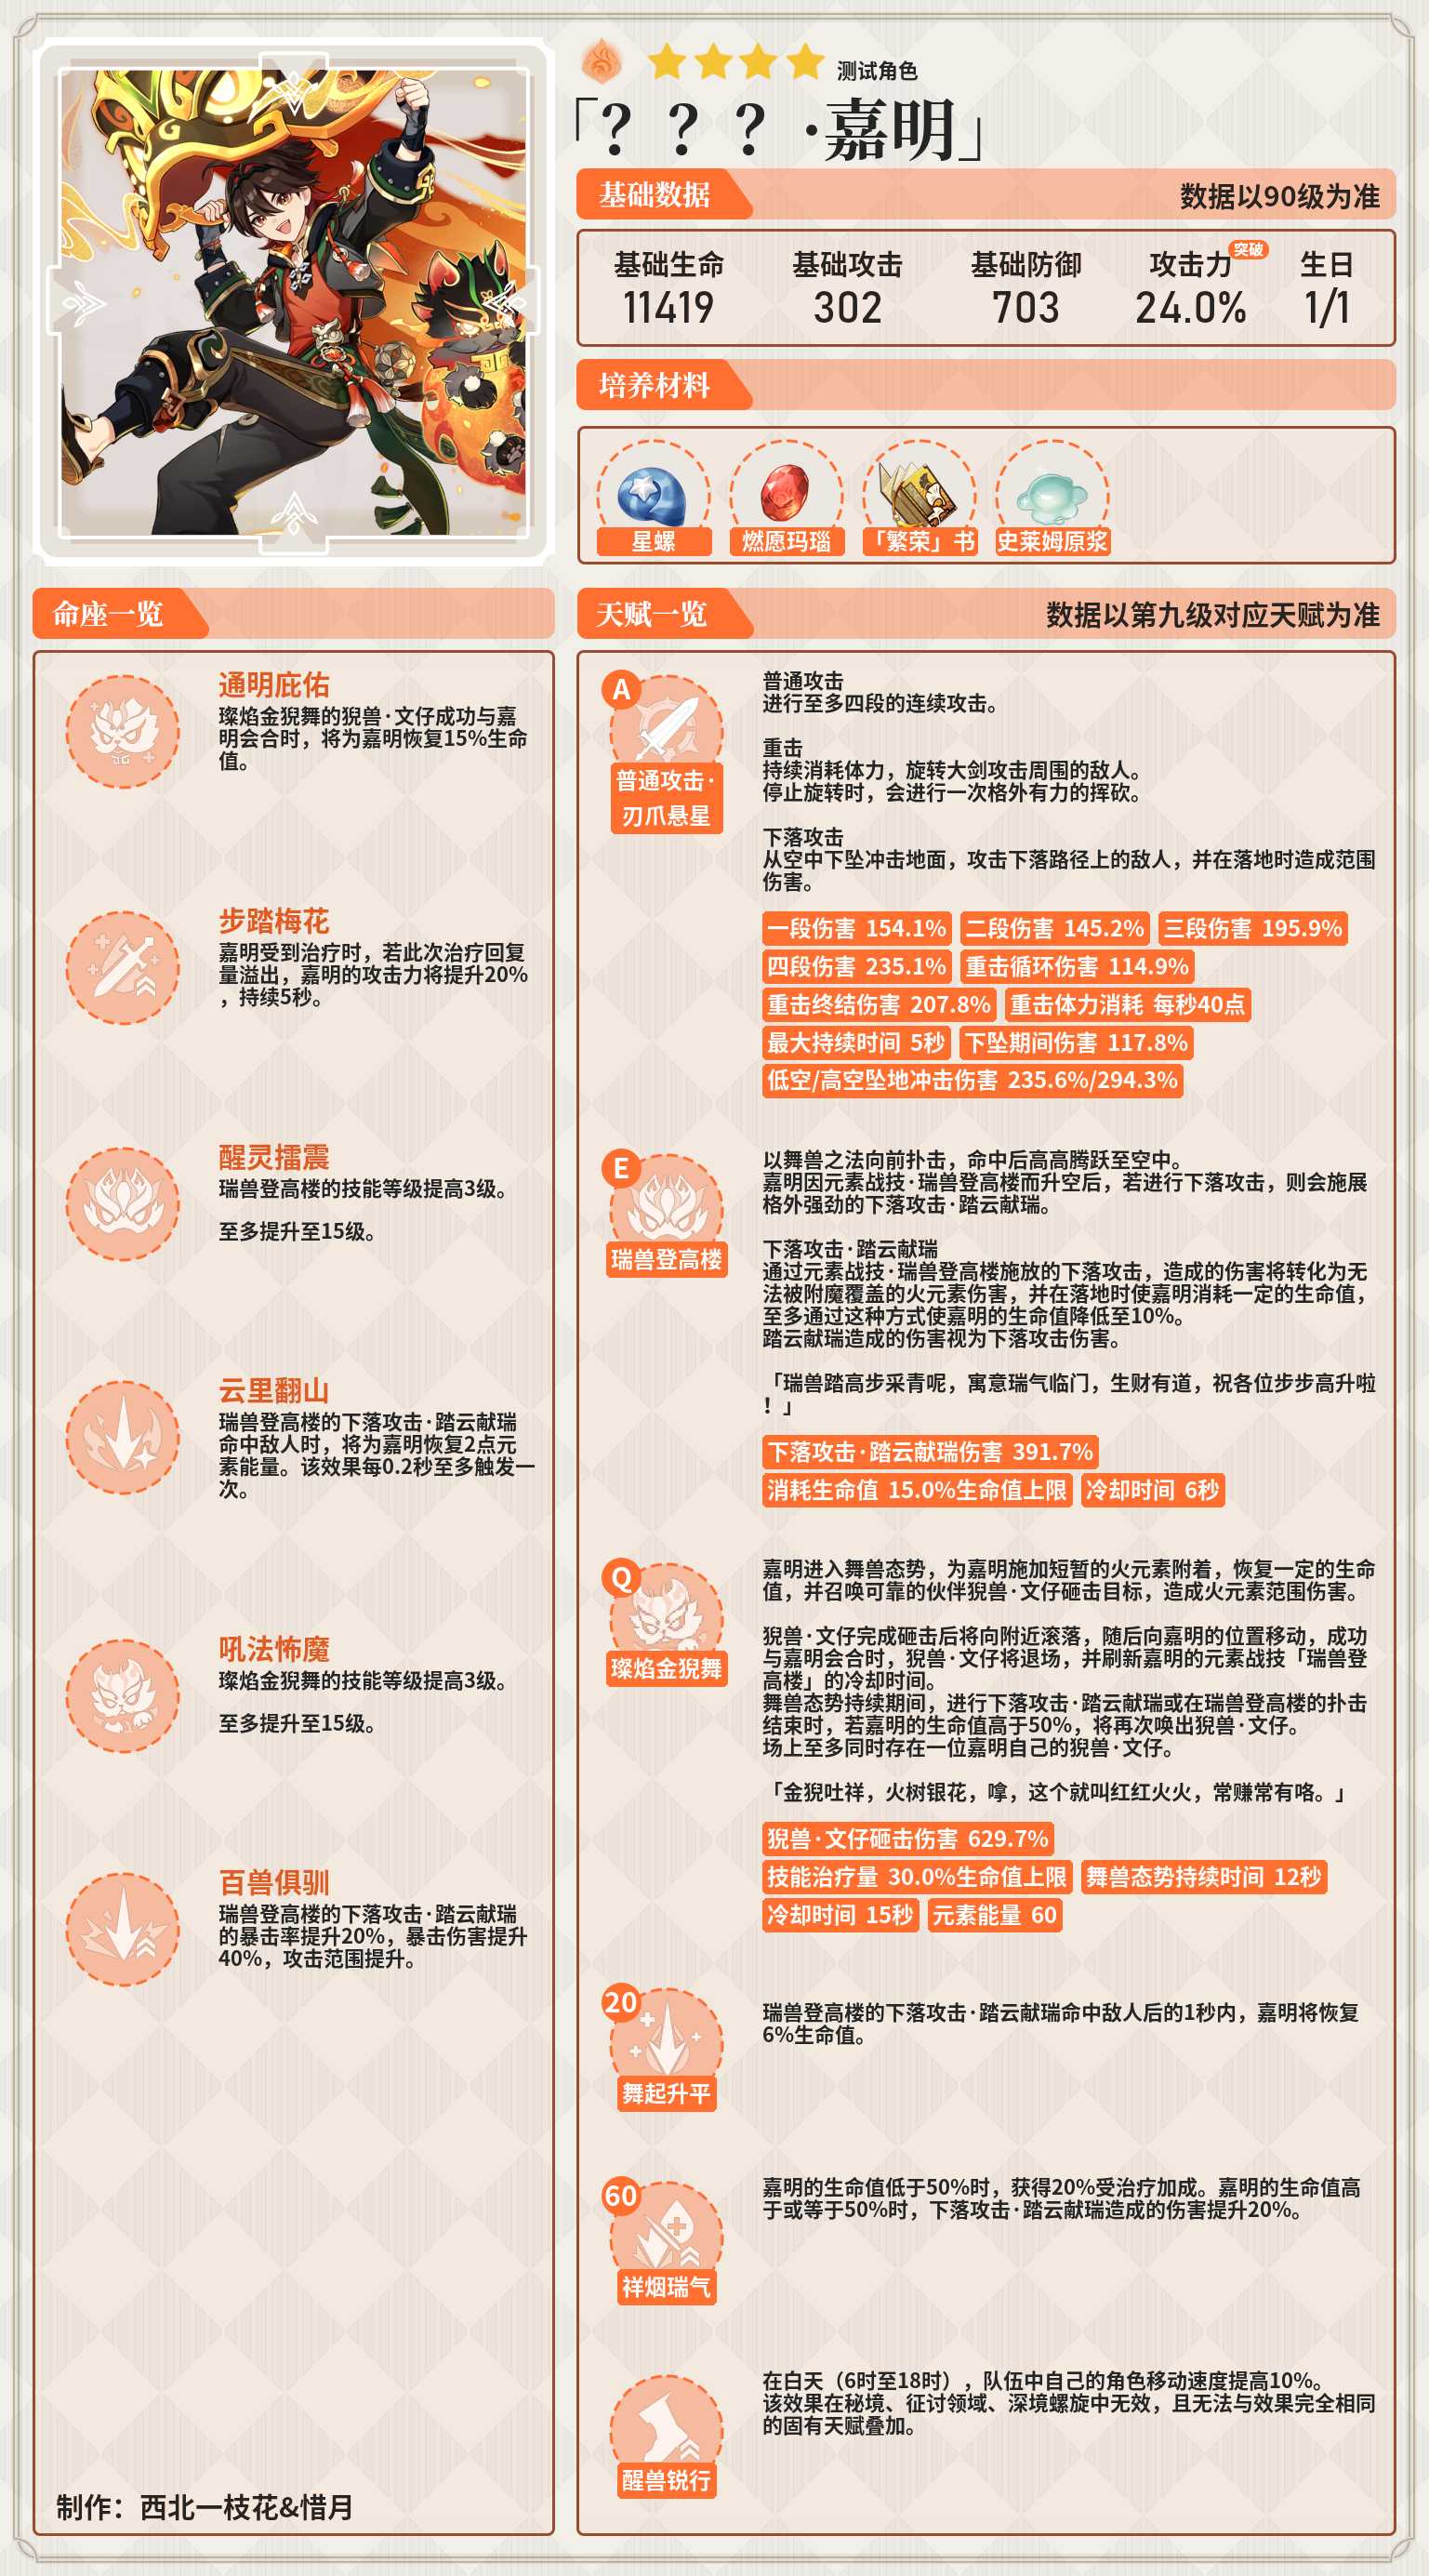 测试角色
「？？？·嘉明」
基础数据
数据以90级为准
基础生命
11419
基础攻击
302
基础防御
703
攻击力
突破
24.0%
生日
1/1
培养材料
星螺
燃愿玛瑙
「繁荣」书
史莱姆原浆
命座一览
通明庇佑
璨焰金猊舞的猊兽·文仔成功与嘉
明会合时，将为嘉明恢复15%生命
值。
步踏梅花
嘉明受到治疗时，若此次治疗回复
量溢出，嘉明的攻击力将提升20%
，持续5秒。
醒灵擂震
瑞兽登高楼的技能等级提高3级。
至多提升至15级。
云里翻山
瑞兽登高楼的下落攻击·踏云献瑞
命中敌人时，将为嘉明恢复2点元
素能量。该效果每0.2秒至多触发一
次。
吼法怖魔
璨焰金猊舞的技能等级提高3级。
至多提升至15级。
百兽俱驯
瑞兽登高楼的下落攻击·踏云献瑞
的暴击率提升20%，暴击伤害提升
40%，攻击范围提升。
制作：西北一枝花&惜月
天赋一览
数据以第九级对应天赋为准
A
普通攻击·
刃爪悬星
普通攻击
进行至多四段的连续攻击。
重击
持续消耗体力，旋转大剑攻击周围的敌人。
停止旋转时，会进行一次格外有力的挥砍。
下落攻击
从空中下坠冲击地面，攻击下落路径上的敌人，并在落地时造成范围
伤害。
一段伤害 154.1% 二段伤害 145.2% 三段伤害 195.9%
四段伤害 235.1% 重击循环伤害 114.9%
重击终结伤害 207.8% 重击体力消耗 每秒40点
最大持续时间 5秒 下坠期间伤害 117.8%
低空/高空坠地冲击伤害 235.6%/294.3%
E
瑞兽登高楼
以舞兽之法向前扑击，命中后高高腾跃至空中。
嘉明因元素战技·瑞兽登高楼而升空后，若进行下落攻击，则会施展
格外强劲的下落攻击·踏云献瑞。
下落攻击·踏云献瑞
通过元素战技·瑞兽登高楼施放的下落攻击，造成的伤害将转化为无
法被附魔覆盖的火元素伤害，并在落地时使嘉明消耗一定的生命值，
至多通过这种方式使嘉明的生命值降低至10%。
踏云献瑞造成的伤害视为下落攻击伤害。
「瑞兽踏高步采青呢，寓意瑞气临门，生财有道，祝各位步步高升啦
！」
下落攻击·踏云献瑞伤害 391.7%
消耗生命值 15.0%生命值上限 冷却时间 6秒
Q
璨焰金猊舞
嘉明进入舞兽态势，为嘉明施加短暂的火元素附着，恢复一定的生命
值，并召唤可靠的伙伴猊兽·文仔砸击目标，造成火元素范围伤害。
猊兽·文仔完成砸击后将向附近滚落，随后向嘉明的位置移动，成功
与嘉明会合时，猊兽·文仔将退场，并刷新嘉明的元素战技「瑞兽登
高楼」的冷却时间。
舞兽态势持续期间，进行下落攻击·踏云献瑞或在瑞兽登高楼的扑击
结束时，若嘉明的生命值高于50%，将再次唤出猊兽·文仔。
场上至多同时存在一位嘉明自己的猊兽·文仔。
「金猊吐祥，火树银花，嗱，这个就叫红红火火，常赚常有咯。」
猊兽·文仔砸击伤害 629.7%
技能治疗量 30.0%生命值上限 舞兽态势持续时间 12秒
冷却时间 15秒 元素能量 60
20
舞起升平
瑞兽登高楼的下落攻击·踏云献瑞命中敌人后的1秒内，嘉明将恢复
6%生命值。
60
祥烟瑞气
嘉明的生命值低于50%时，获得20%受治疗加成。嘉明的生命值高
于或等于50%时，下落攻击·踏云献瑞造成的伤害提升20%。
醒兽锐行
在白天（6时至18时），队伍中自己的角色移动速度提高10%。
该效果在秘境、征讨领域、深境螺旋中无效，且无法与效果完全相同
的固有天赋叠加。